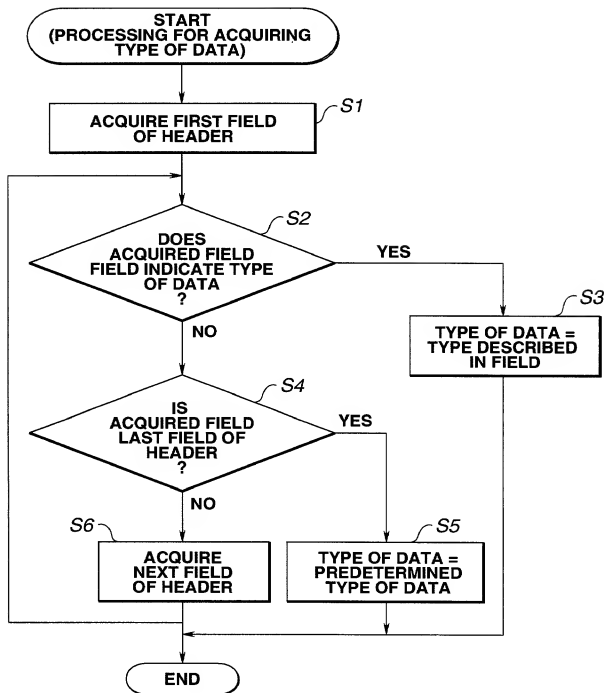 START
(PROCESSING FOR ACQUIRING
TYPE OF DATA)
S1
ACQUIRE FIRST FIELD
OF HEADER
S2
DOES
ACQUIRED FIELD
FIELD INDICATE TYPE
OF DATA
?
YES
NO
S3
TYPE OF DATA =
TYPE DESCRIBED
IN FIELD
S4
IS
ACQUIRED FIELD
LAST FIELD OF
HEADER
?
YES
NO
S6
ACQUIRE
NEXT FIELD
OF HEADER
S5
TYPE OF DATA =
PREDETERMINED
TYPE OF DATA
END